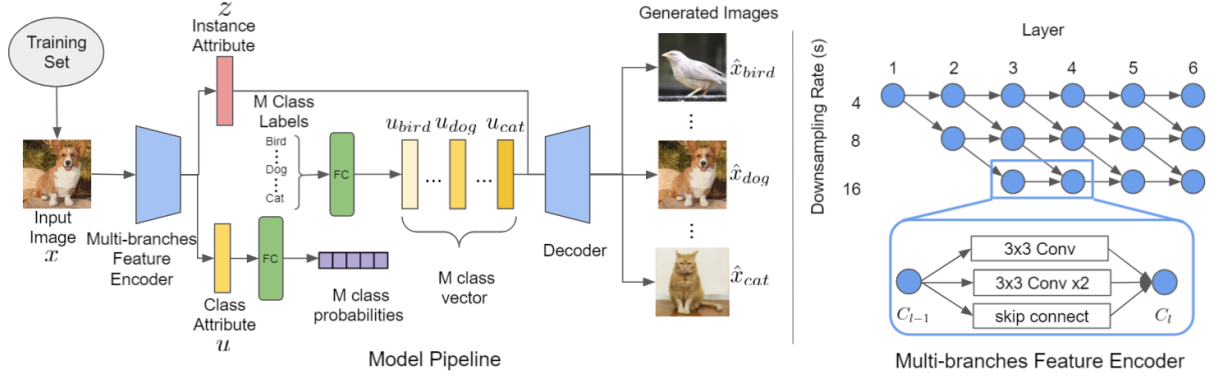 Training
Set
Input
Image
x
Multi-branches
Feature
Encoder
z
Instance
Attribute
M Class
Labels
Bird
Dog
Cat
FC
Class
Attribute
u
FC
M class
probabilities
u_bird u_dog u_cat
... ...
M class
vector
Decoder
Generated Images
x̂_bird
x̂_dog
x̂_cat
Model Pipeline
Layer
1 2 3 4 5 6
Downsampling Rate (s)
4
8
16
3x3 Conv
3x3 Conv x2
skip connect
C_{l-1}
C_l
Multi-branches Feature Encoder